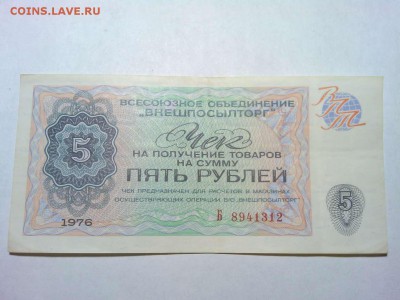 COINS.LAVE.RU
ВСЕСОЮЗНОЕ ОБЪЕДИНЕНИЕ
„ВНЕШПОСЫЛТОРГ"
ВПТ
Чек
5
НА ПОЛУЧЕНИЕ ТОВАРОВ
НА СУММУ
ПЯТЬ РУБЛЕЙ
ЧЕК ПРЕДНАЗНАЧЕН ДЛЯ РАСЧЕТОВ В МАГАЗИНАХ,
ОСУЩЕСТВЛЯЮЩИХ ОПЕРАЦИИ В/О „ВНЕШПОСЫЛТОРГ"
5
1976
Б 8941312